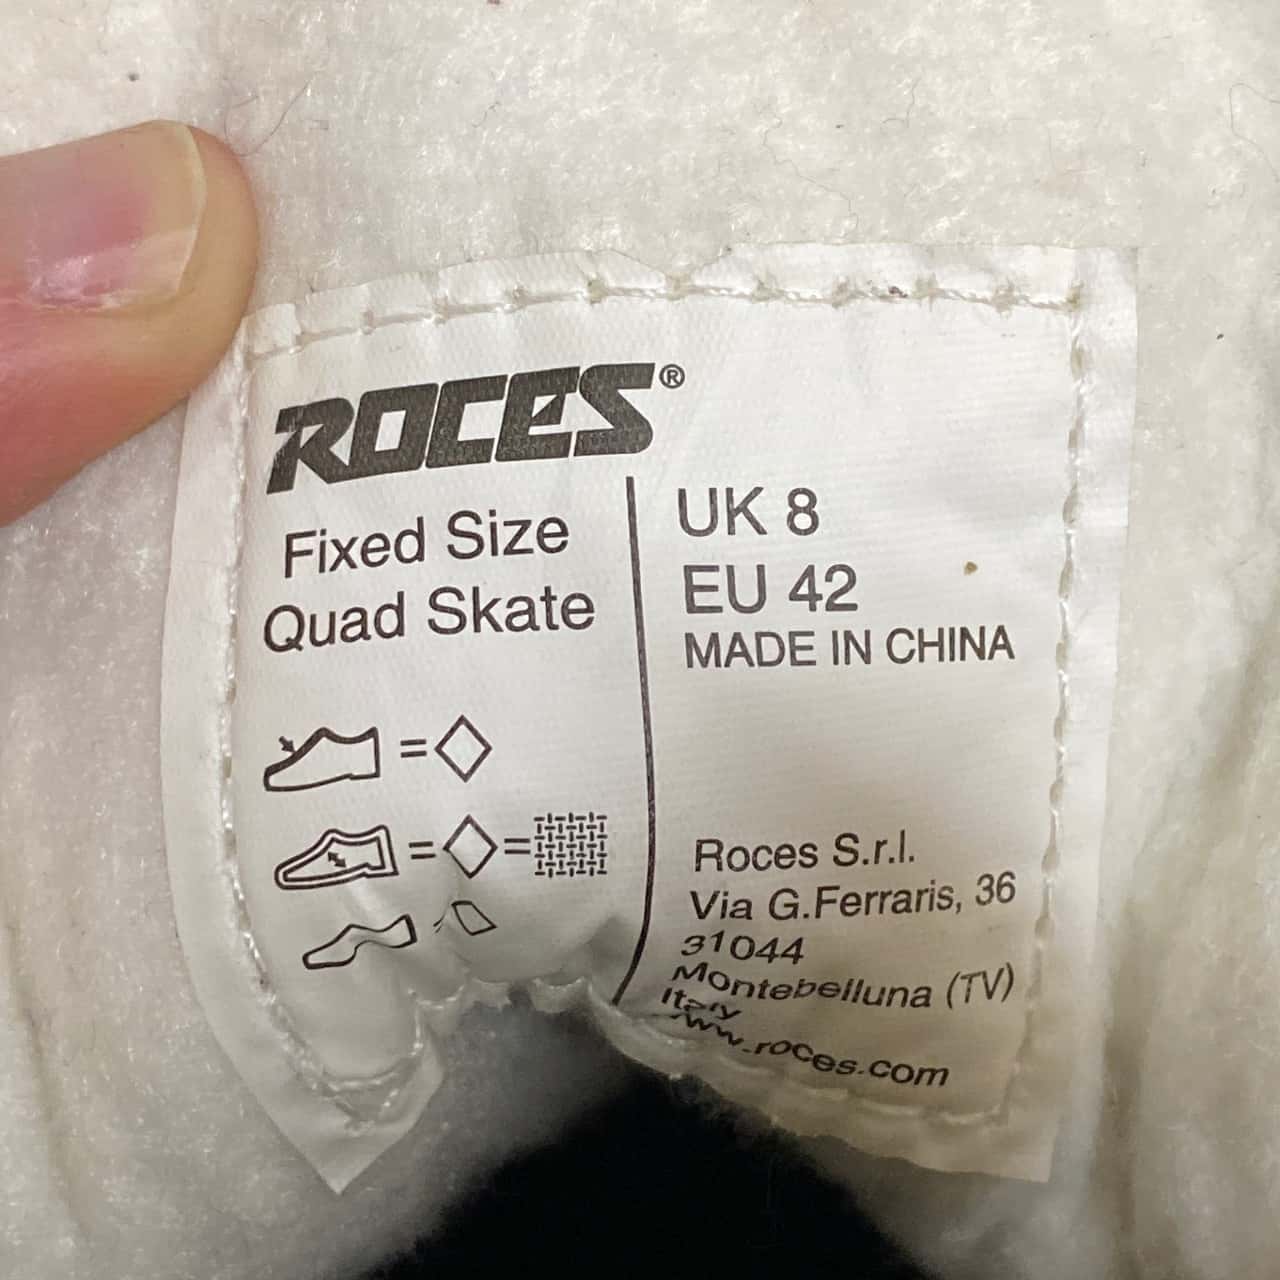 ROCES®
Fixed Size
Quad Skate
UK 8
EU 42
MADE IN CHINA
Roces S.r.l.
Via G.Ferraris, 36
31044
Montebelluna (TV)
Italy
www.roces.com